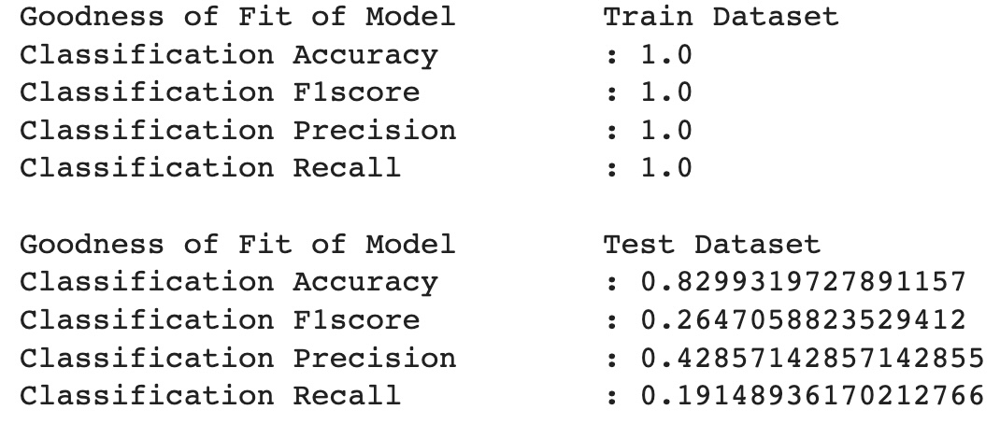 Goodness of Fit of Model Train Dataset
Classification Accuracy : 1.0
Classification F1score : 1.0
Classification Precision : 1.0
Classification Recall : 1.0
Goodness of Fit of Model Test Dataset
Classification Accuracy : 0.8299319727891157
Classification F1score : 0.2647058823529412
Classification Precision : 0.42857142857142855
Classification Recall : 0.19148936170212766